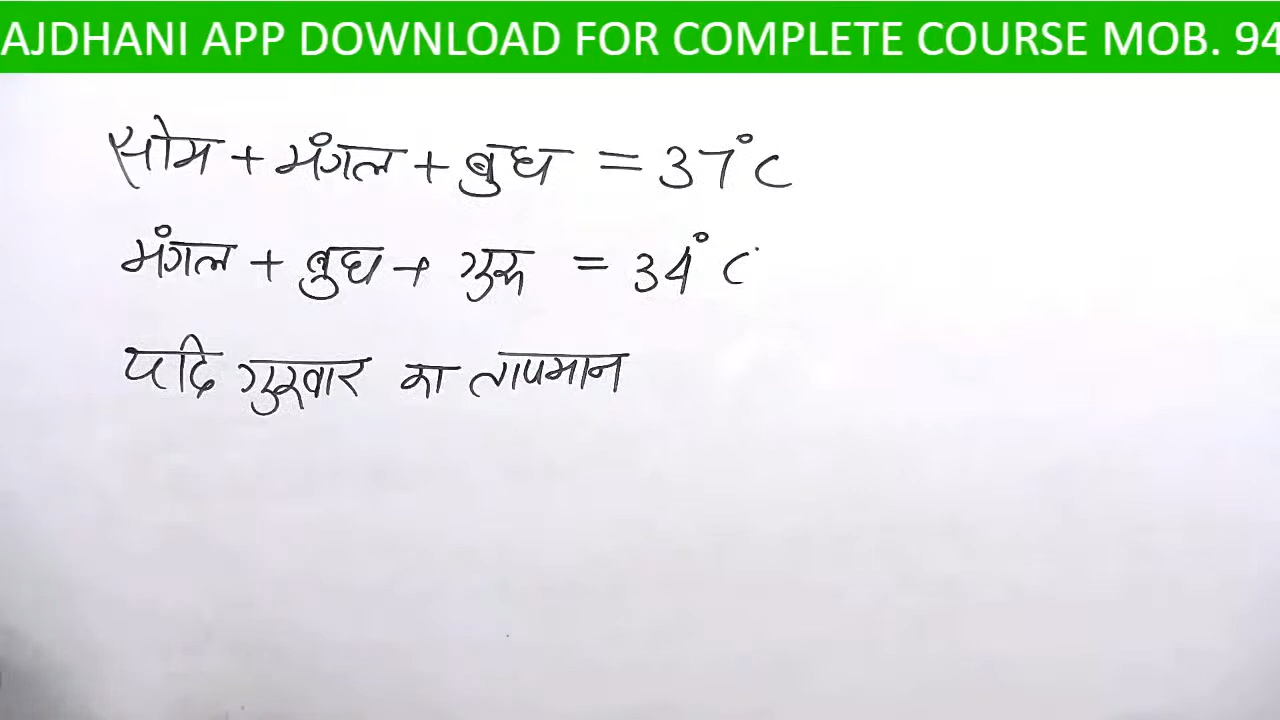 AJDHANI APP DOWNLOAD FOR COMPLETE COURSE MOB. 94
सोम + मंगल + बुध = 37°C
मंगल + बुध + गुरु = 34°C
यदि गुरुवार का तापमान